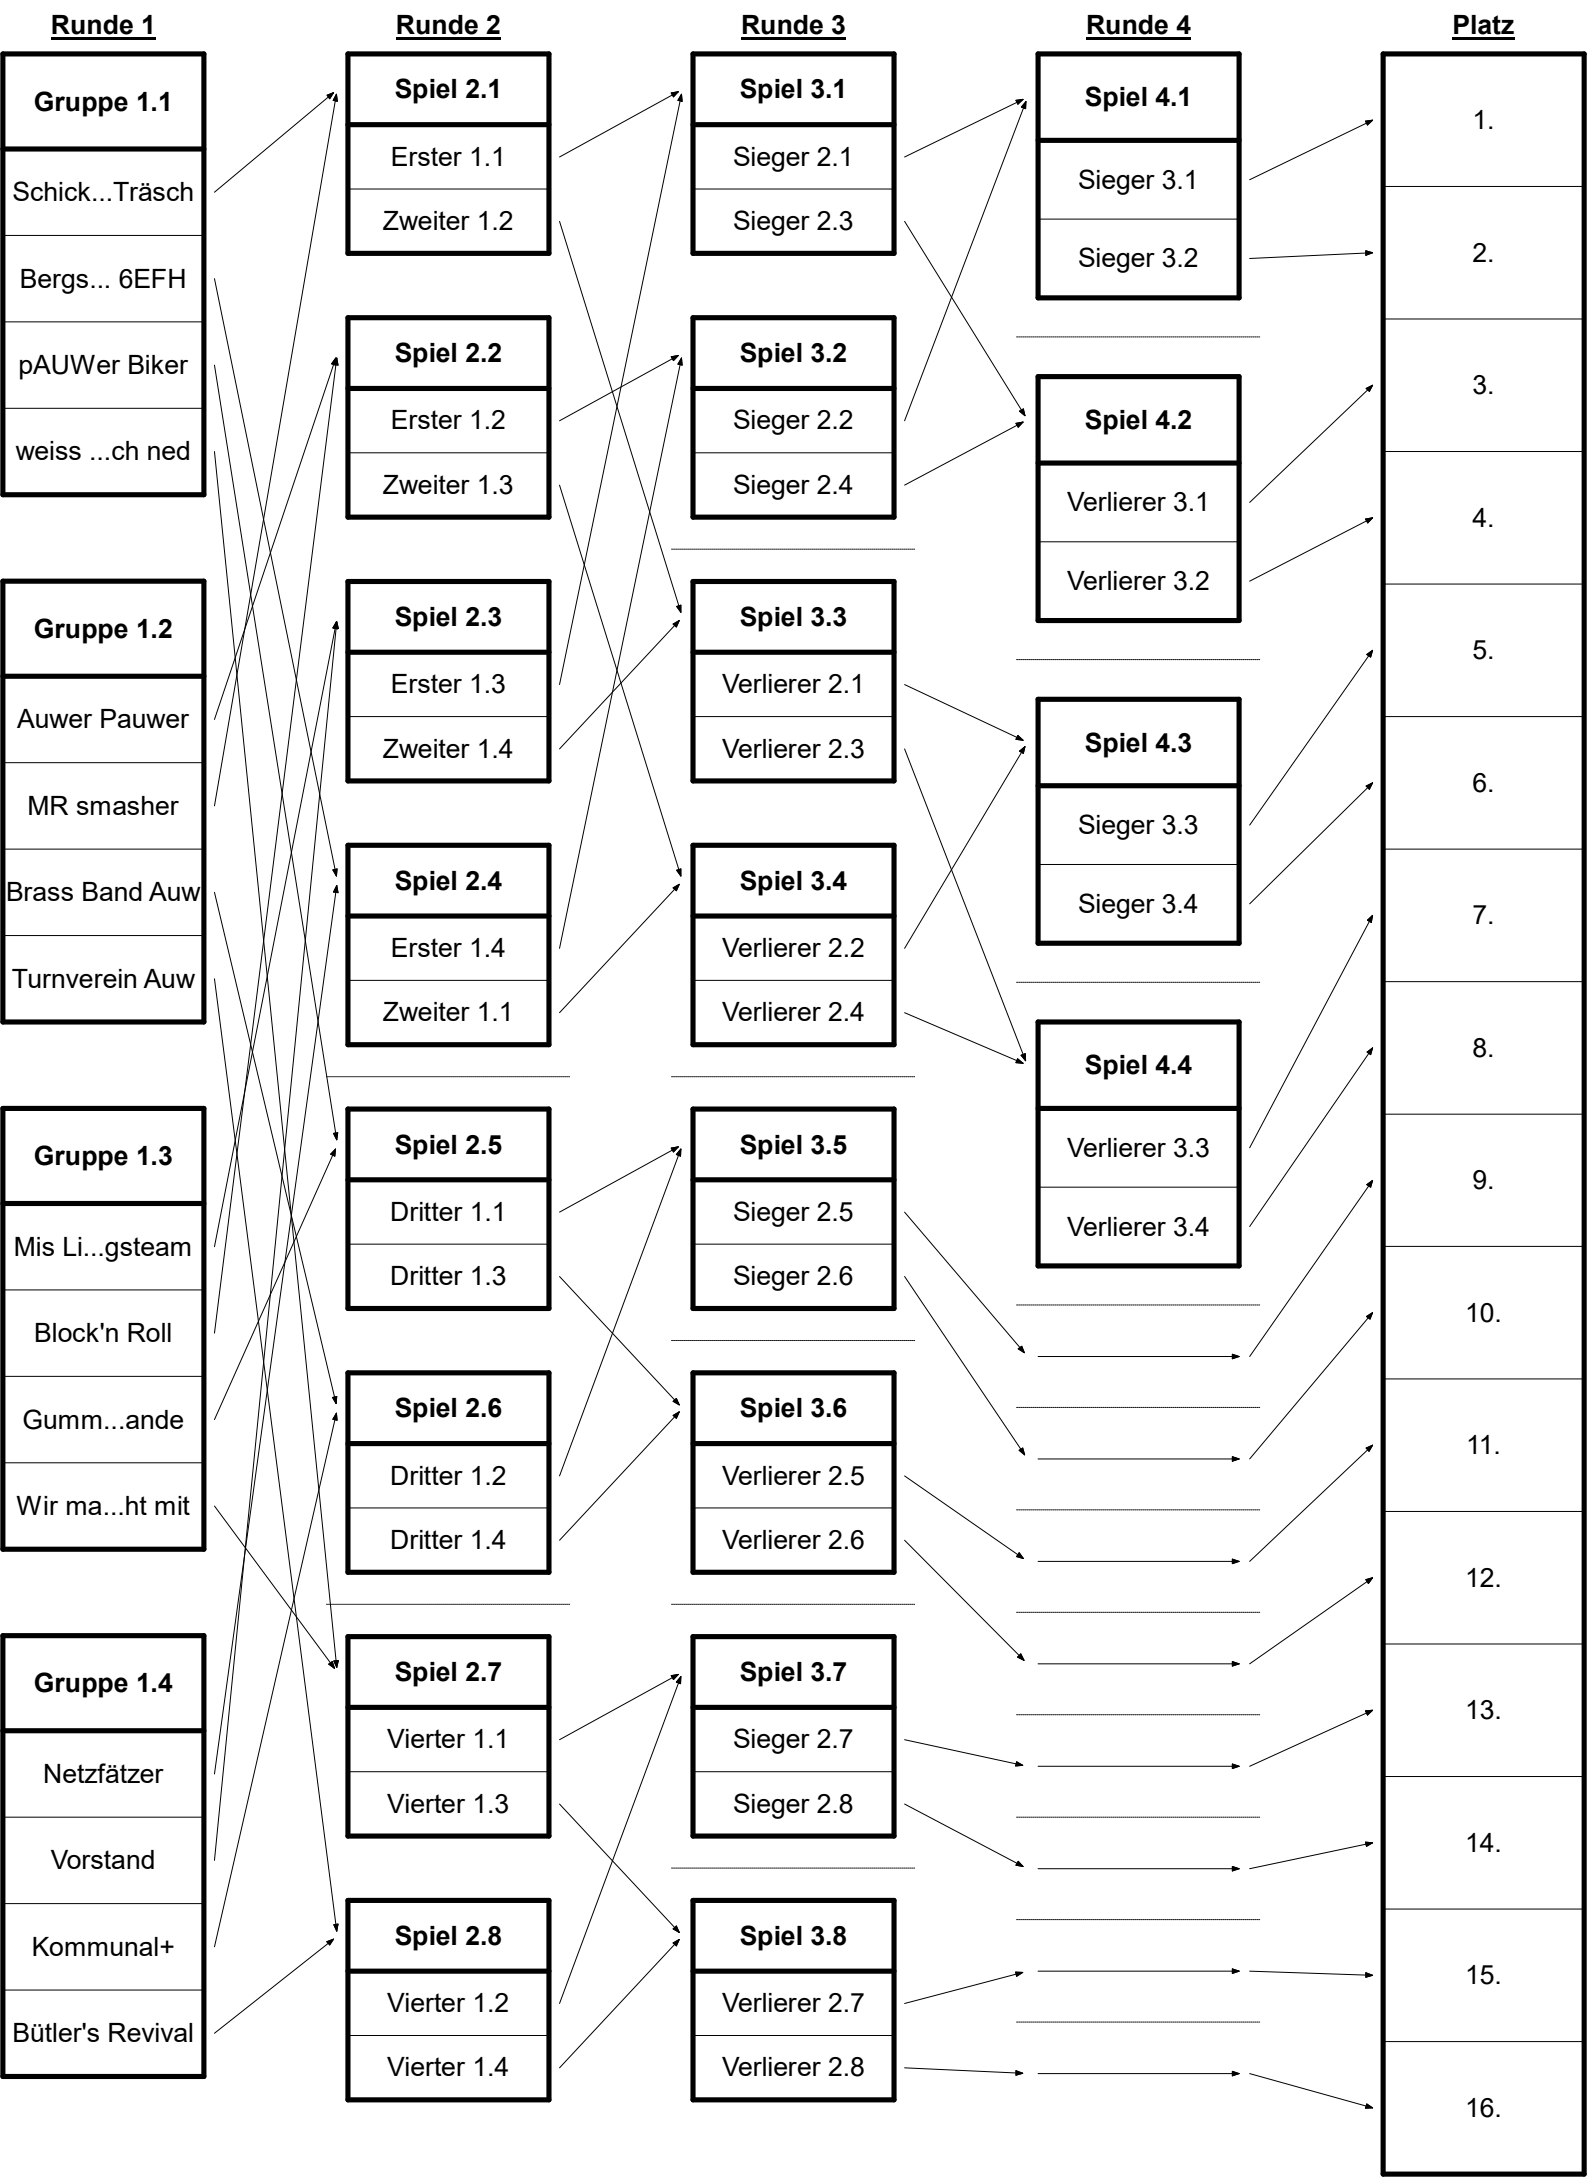 Runde 1
Gruppe 1.1
Schick...Träsch
Bergs... 6EFH
pAUWer Biker
weiss ...ch ned
Gruppe 1.2
Auwer Pauwer
MR smasher
Brass Band Auw
Turnverein Auw
Gruppe 1.3
Mis Li...gsteam
Block'n Roll
Gumm...ande
Wir ma...ht mit
Gruppe 1.4
Netzfätzer
Vorstand
Kommunal+
Bütler's Revival
Runde 2
Spiel 2.1
Erster 1.1
Zweiter 1.2
Spiel 2.2
Erster 1.2
Zweiter 1.3
Spiel 2.3
Erster 1.3
Zweiter 1.4
Spiel 2.4
Erster 1.4
Zweiter 1.1
Spiel 2.5
Dritter 1.1
Dritter 1.3
Spiel 2.6
Dritter 1.2
Dritter 1.4
Spiel 2.7
Vierter 1.1
Vierter 1.3
Spiel 2.8
Vierter 1.2
Vierter 1.4
Runde 3
Spiel 3.1
Sieger 2.1
Sieger 2.3
Spiel 3.2
Sieger 2.2
Sieger 2.4
Spiel 3.3
Verlierer 2.1
Verlierer 2.3
Spiel 3.4
Verlierer 2.2
Verlierer 2.4
Spiel 3.5
Sieger 2.5
Sieger 2.6
Spiel 3.6
Verlierer 2.5
Verlierer 2.6
Spiel 3.7
Sieger 2.7
Sieger 2.8
Spiel 3.8
Verlierer 2.7
Verlierer 2.8
Runde 4
Spiel 4.1
Sieger 3.1
Sieger 3.2
Spiel 4.2
Verlierer 3.1
Verlierer 3.2
Spiel 4.3
Sieger 3.3
Sieger 3.4
Spiel 4.4
Verlierer 3.3
Verlierer 3.4
Platz
1.
2.
3.
4.
5.
6.
7.
8.
9.
10.
11.
12.
13.
14.
15.
16.